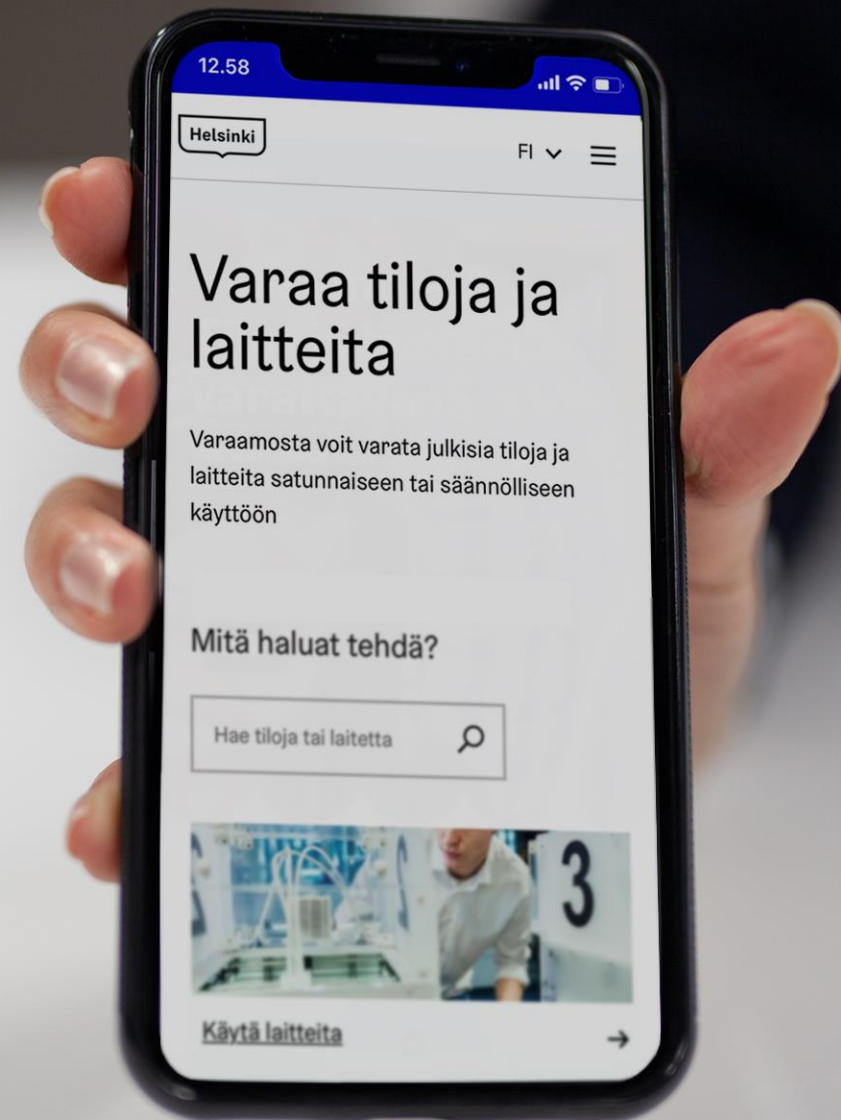 12.58
Helsinki
FI
Varaa tiloja ja
laitteita
Varaamosta voit varata julkisia tiloja ja
laitteita satunnaiseen tai säännölliseen
käyttöön
Mitä haluat tehdä?
Hae tiloja tai laitetta
3
Käytä laitteita